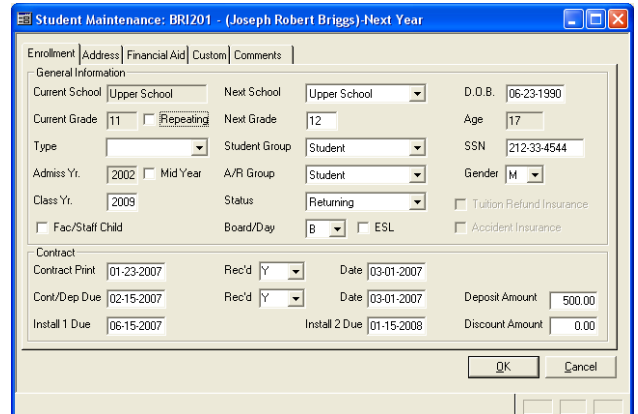 Student Maintenance: BRI201 - (Joseph Robert Briggs)-Next Year
Enrollment Address Financial Aid Custom Comments
General Information
Current School Upper School Next School Upper School D.O.B. 06-23-1990
Current Grade 11 Repeating Next Grade 12 Age 17
Type Student Group Student SSN 212-33-4544
Admiss Yr. 2002 Mid Year A/R Group Student Gender M
Class Yr. 2009 Status Returning Tuition Refund Insurance
Fac/Staff Child Board/Day B ESL Accident Insurance
Contract
Contract Print 01-23-2007 Rec'd Y Date 03-01-2007
Cont/Dep Due 02-15-2007 Rec'd Y Date 03-01-2007 Deposit Amount 500.00
Install 1 Due 06-15-2007 Install 2 Due 01-15-2008 Discount Amount 0.00
OK Cancel